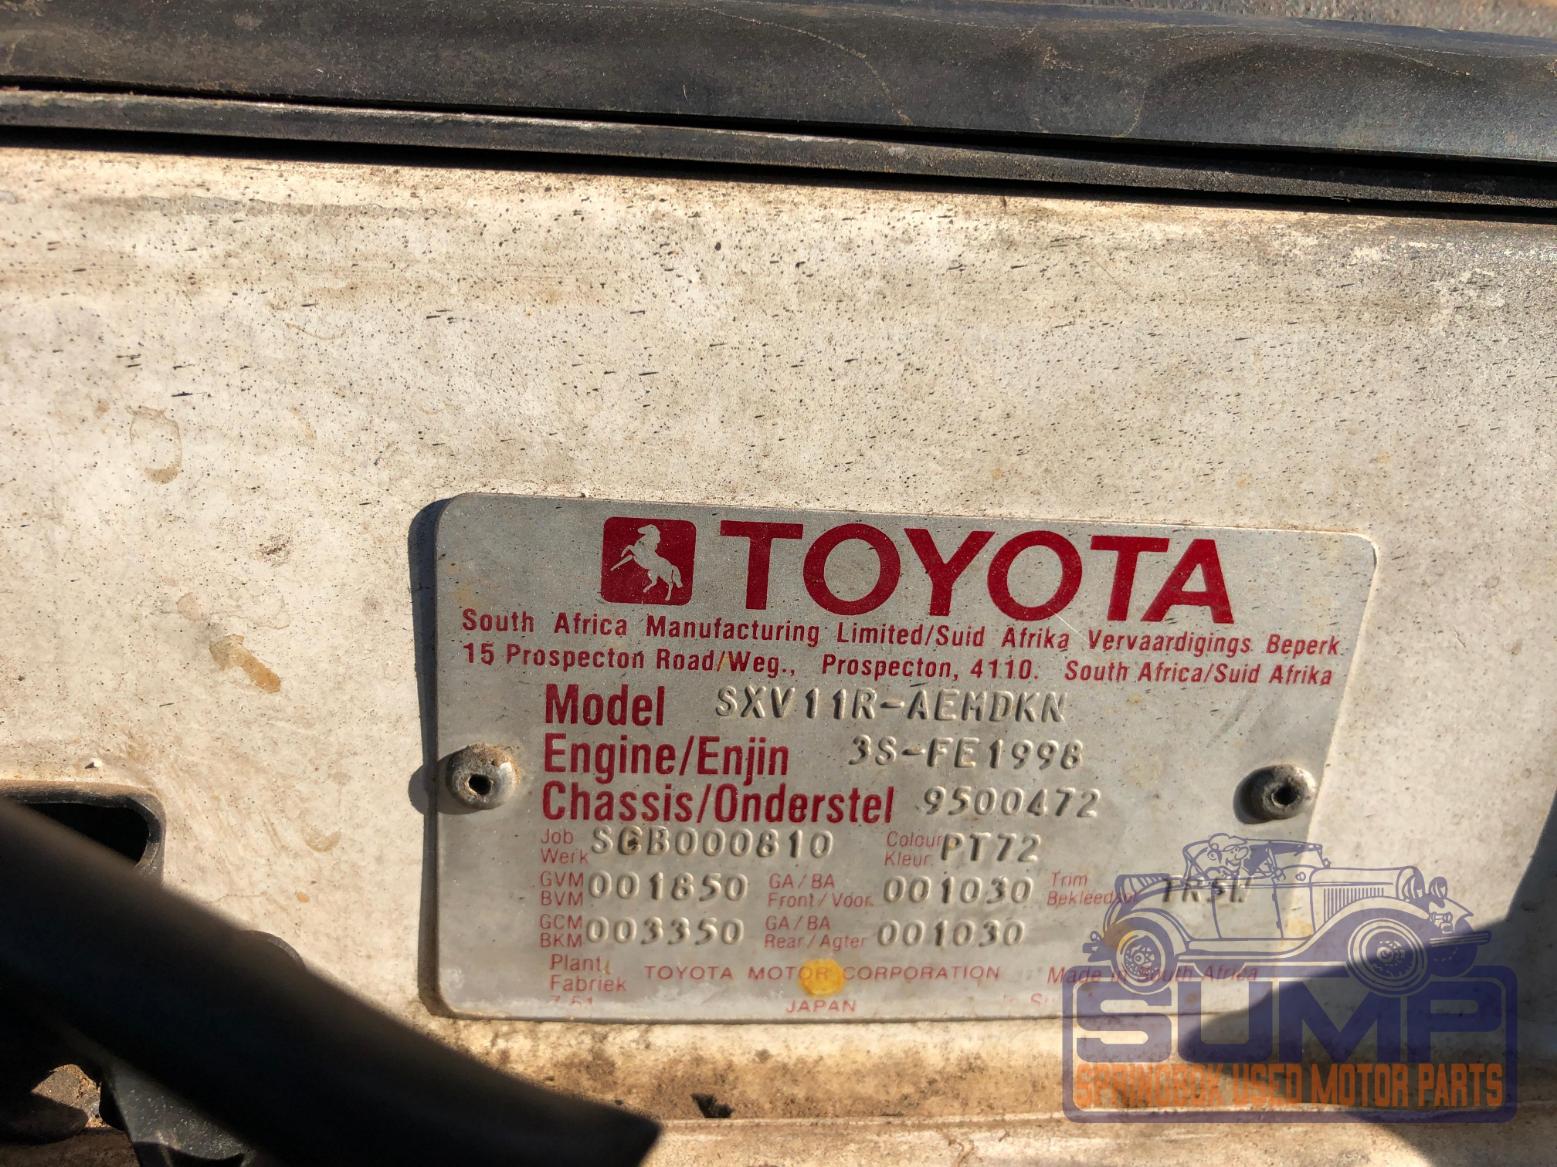 TOYOTA
South Africa Manufacturing Limited/Suid Afrika Vervaardigings Beperk
15 Prospecton Road/Weg., Prospecton, 4110. South Africa/Suid Afrika
Model SXV11R-AEMDKN
Engine/Enjin 3S-FE1998
Chassis/Onderstel 9500472
Job Werk SGB000810 Colour Kleur PT72
GVM BVM 001850 GA/BA Front/Voor. 001030 Trim
GCM BKM 003350 GA/BA Rear/Agter 001030
Plant Fabriek TOYOTA MOTOR CORPORATION Made in South Africa
JAPAN
SUMP
SPRINGBOK USED MOTOR PARTS